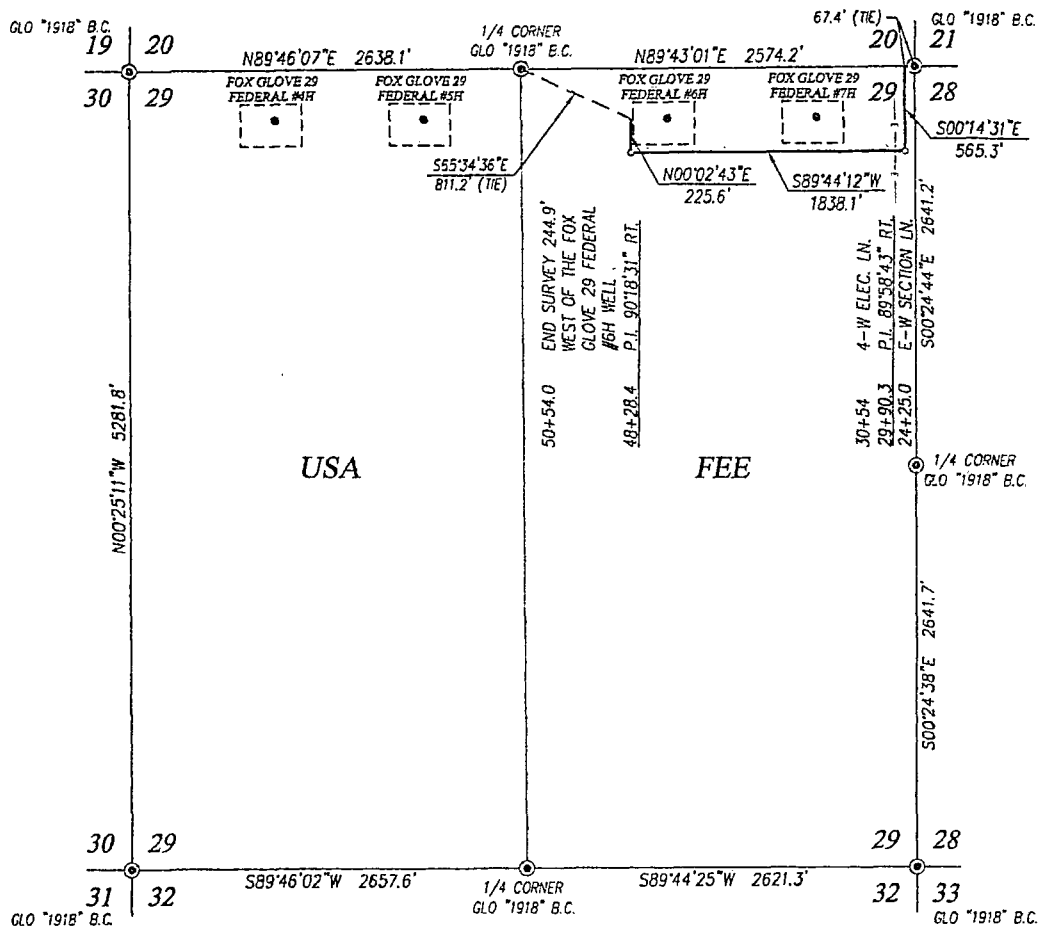 GLO "1918" B.C.
19 20
30 29
N89°46'07"E 2638.1'
1/4 CORNER
GLO "1918" B.C.
N89°43'01"E 2574.2'
67.4' (TIE)
GLO "1918" B.C.
20 21
29 28
FOX GLOVE 29
FEDERAL #4H
FOX GLOVE 29
FEDERAL #5H
FOX GLOVE 29
FEDERAL #6H
FOX GLOVE 29
FEDERAL #7H
S00°14'31"E
565.3'
S65°34'36"E
811.2' (TIE)
N00°02'43"E
225.6'
S89°44'12"W
1838.1'
50+54.0 END SURVEY 244.9'
WEST OF THE FOX
GLOVE 29 FEDERAL
#6H WELL
48+28.4 P.I. 90°18'31" RT.
30+54 4-W ELEC. LN.
29+90.3 P.I. 89°58'43" RT.
24+25.0 E-W SECTION LN.
S00°24'44"E 2641.2'
N00°25'11"W 5281.8'
USA
FEE
1/4 CORNER
GLO "1918" B.C.
S00°24'38"E 2641.7'
30 29
31 32
GLO "1918" B.C.
S89°46'02"W 2657.6'
1/4 CORNER
GLO "1918" B.C.
S89°44'25"W 2621.3'
29 28
32 33
GLO "1918" B.C.